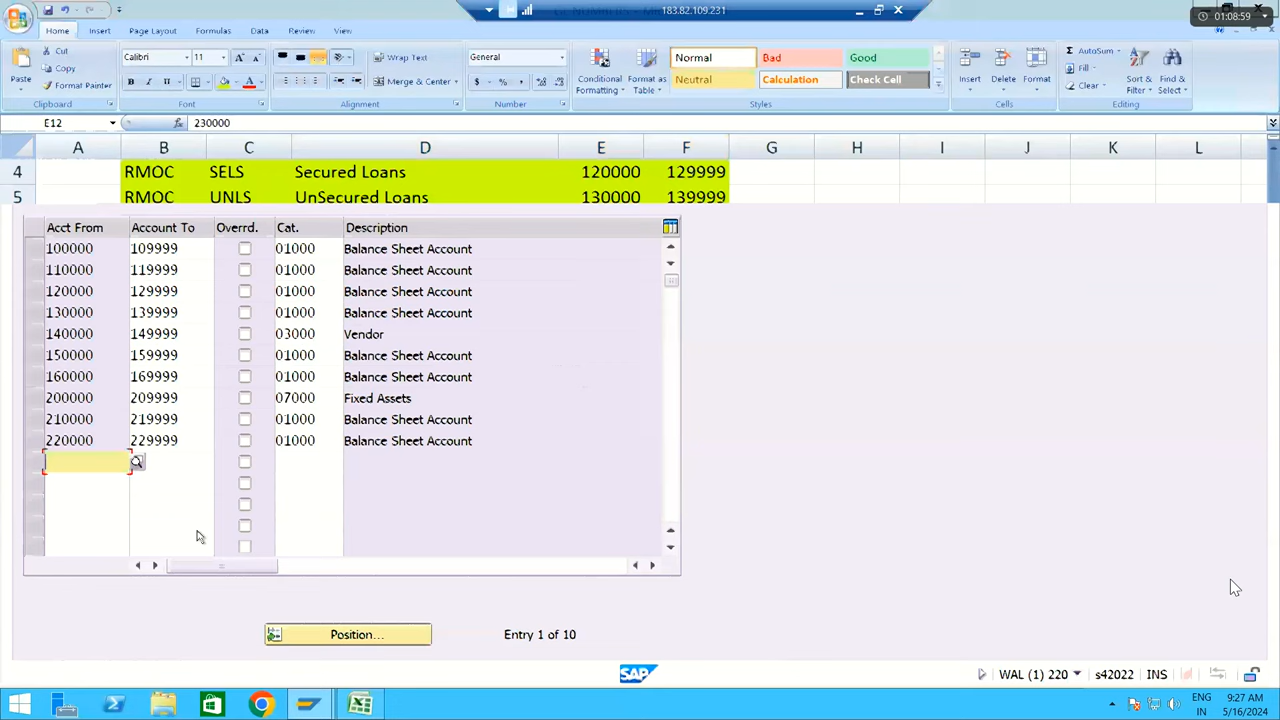 183.82.109.231
01:08:59
Home Insert Page Layout Formulas Data Review View
Paste
Cut
Copy
Format Painter
Calibri 11
B I U
Wrap Text
Merge & Center
General
$ % ,
Conditional Formatting
Format as Table
Normal Bad Good
Neutral Calculation Check Cell
Insert Delete Format
AutoSum
Fill
Clear
Sort & Filter
Find & Select
Clipboard Font Alignment Number Styles Cells Editing
E12 fx 230000
A B C D E F G H I J K L
4 RMOC SELS Secured Loans 120000 129999
5 RMOC UNLS UnSecured Loans 130000 139999
Acct From Account To Overrd. Cat. Description
100000 109999 01000 Balance Sheet Account
110000 119999 01000 Balance Sheet Account
120000 129999 01000 Balance Sheet Account
130000 139999 01000 Balance Sheet Account
140000 149999 03000 Vendor
150000 159999 01000 Balance Sheet Account
160000 169999 01000 Balance Sheet Account
200000 209999 07000 Fixed Assets
210000 219999 01000 Balance Sheet Account
220000 229999 01000 Balance Sheet Account
Position... Entry 1 of 10
SAP WAL (1) 220 s42022 INS
ENG 9:27 AM
IN 5/16/2024